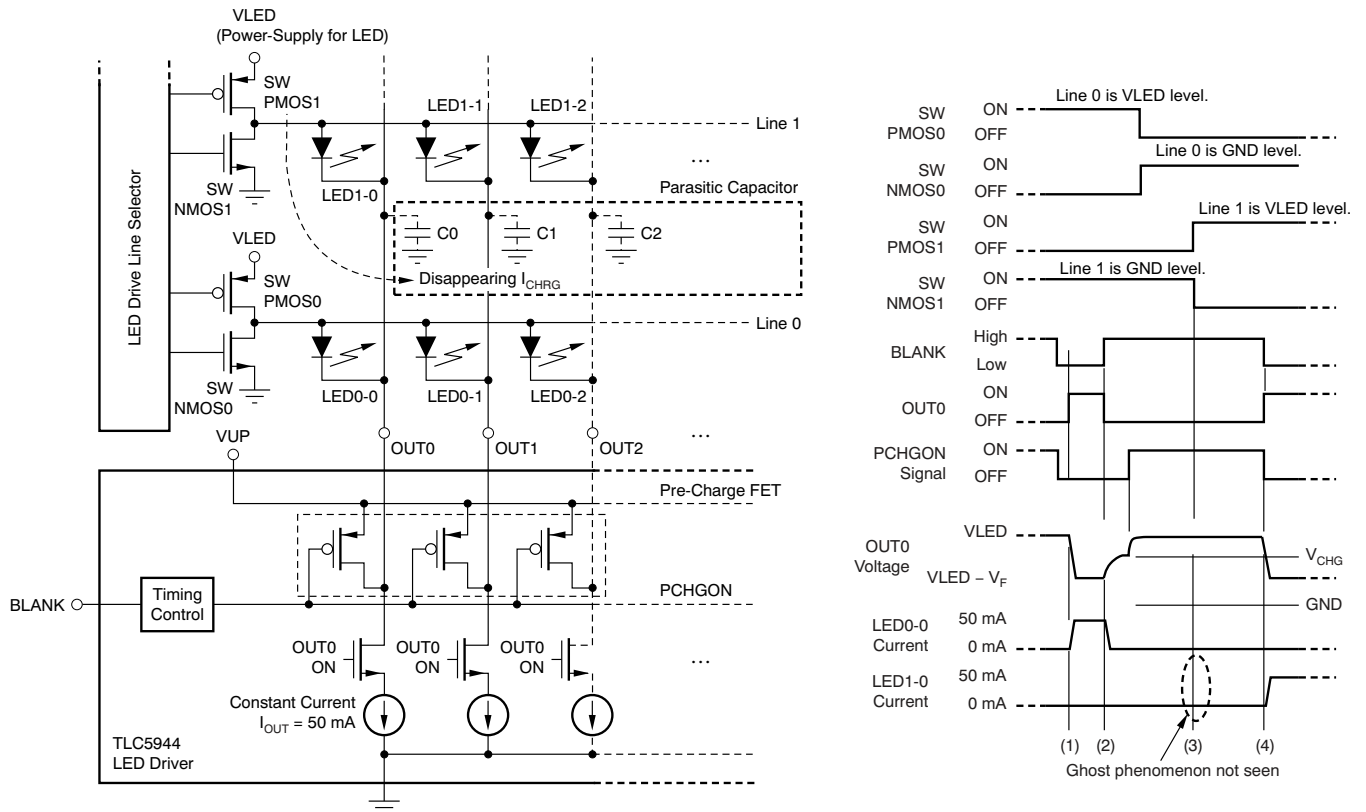 VLED
(Power-Supply for LED)
SW
PMOS1
LED1-1
LED1-2
Line 1
...
SW
NMOS1
LED1-0
Parasitic Capacitor
VLED
C0
C1
C2
SW
PMOS0
Disappearing ICHRG
LED Drive Line Selector
Line 0
SW
NMOS0
LED0-0
LED0-1
LED0-2
VUP
OUT0
OUT1
OUT2
...
Pre-Charge FET
BLANK
Timing
Control
PCHGON
OUT0
ON
OUT0
ON
OUT0
ON
...
Constant Current
IOUT = 50 mA
TLC5944
LED Driver
SW
PMOS0
ON
OFF
Line 0 is VLED level.
SW
NMOS0
ON
OFF
Line 0 is GND level.
SW
PMOS1
ON
OFF
Line 1 is VLED level.
SW
NMOS1
ON
OFF
Line 1 is GND level.
BLANK
High
Low
OUT0
ON
OFF
PCHGON
Signal
ON
OFF
OUT0
Voltage
VLED
VLED – VF
VCHG
GND
LED0-0
Current
50 mA
0 mA
LED1-0
Current
50 mA
0 mA
(1)
(2)
(3)
(4)
Ghost phenomenon not seen